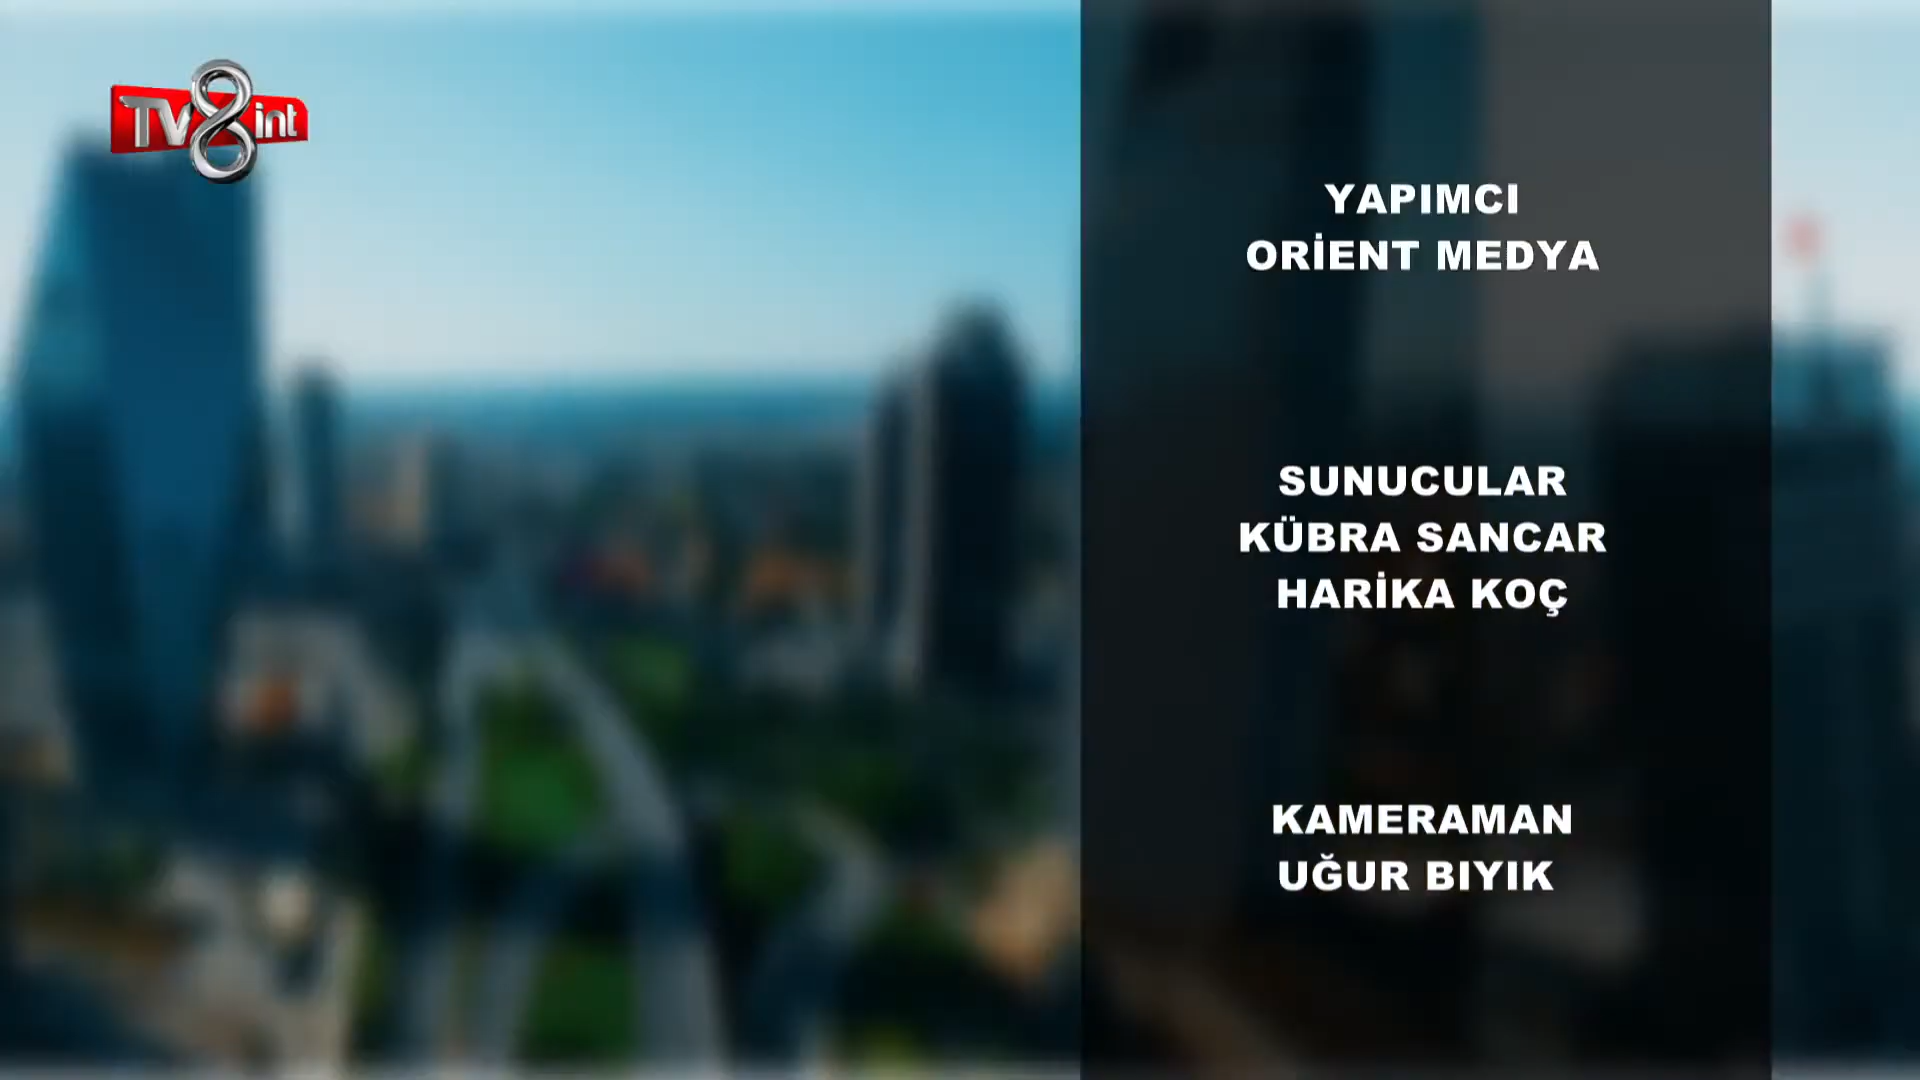 TV8int
YAPIMCI
ORİENT MEDYA
SUNUCULAR
KÜBRA SANCAR
HARİKA KOÇ
KAMERAMAN
UĞUR BIYIK